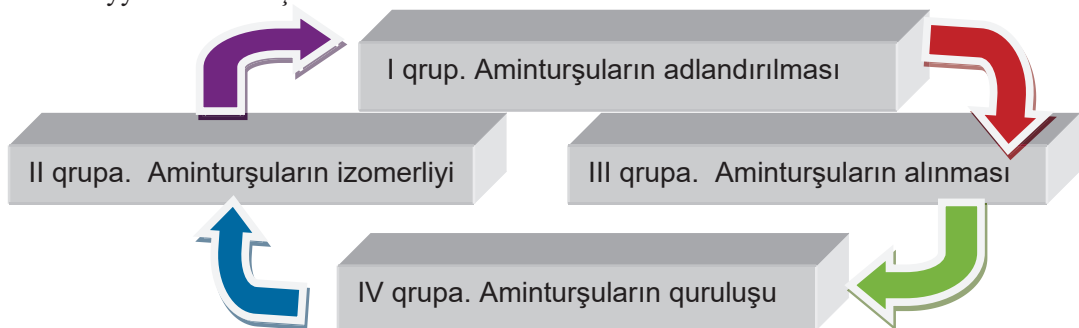 I qrup. Aminturşuların adlandırılması
II qrupa. Aminturşuların izomerliyi
III qrupa. Aminturşuların alınması
IV qrupa. Aminturşuların quruluşu